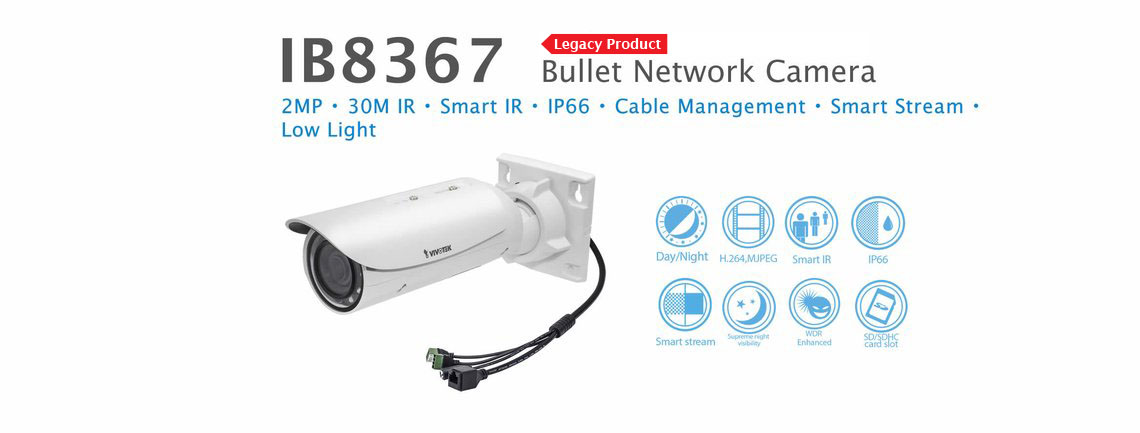 IB8367
Legacy Product
Bullet Network Camera
2MP • 30M IR • Smart IR • IP66 • Cable Management • Smart Stream •
Low Light
VIVOTEK
Day/Night
H.264,MJPEG
Smart IR
IP66
Smart stream
Supreme night
visibility
WDR
Enhanced
SD/SDHC
card slot